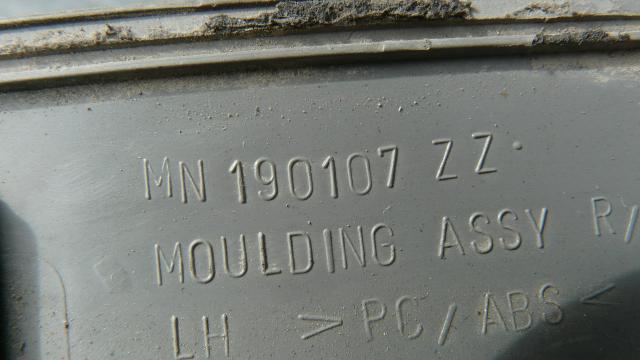 MN 190107 ZZ.
MOULDING ASSY R/
LH >PC/ABS<